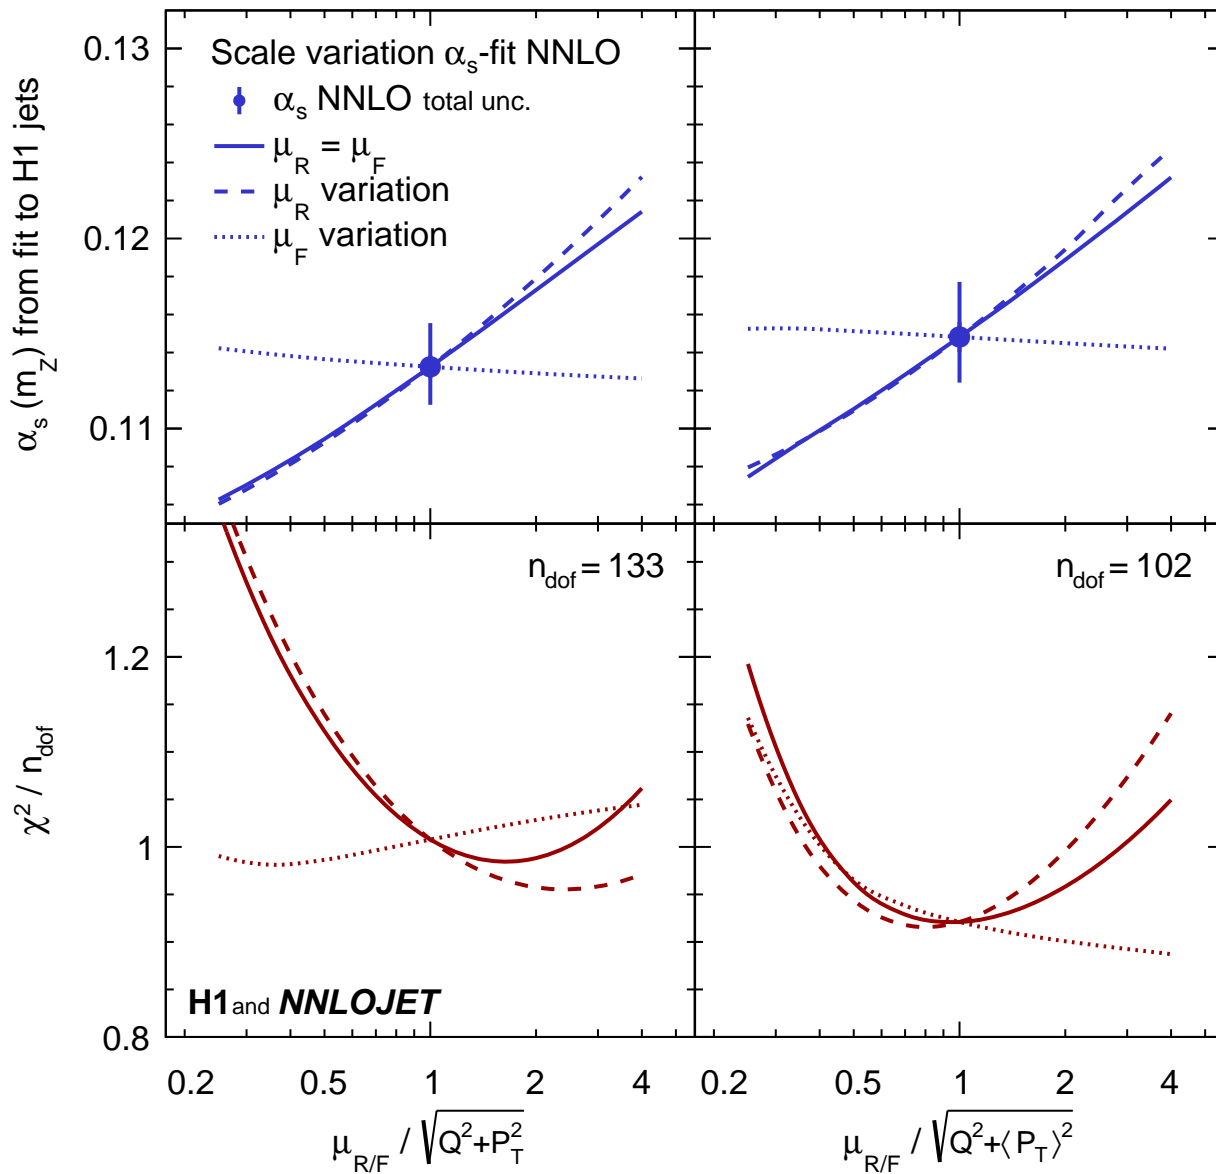 Scale variation αs-fit NNLO
αs NNLO total unc.
μR = μF
μR variation
μF variation
αs (mZ) from fit to H1 jets
0.13
0.12
0.11
ndof = 133
ndof = 102
χ² / ndof
1.2
1
0.8
H1 and NNLOJET
0.2 0.5 1 2 4
0.2 0.5 1 2 4
μR/F / √Q²+P²T
μR/F / √Q²+⟨PT⟩²